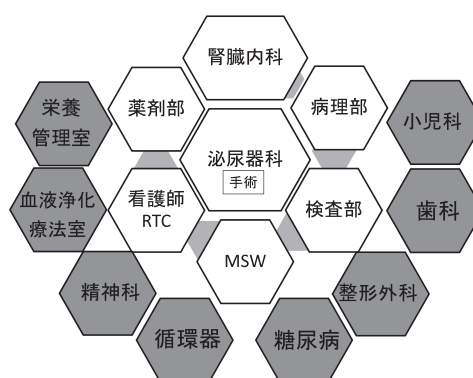 腎臓内科
栄養
管理室
薬剤部
病理部
小児科
泌尿器科
手術
血液浄化
療法室
看護師
RTC
検査部
歯科
MSW
精神科
整形外科
循環器
糖尿病